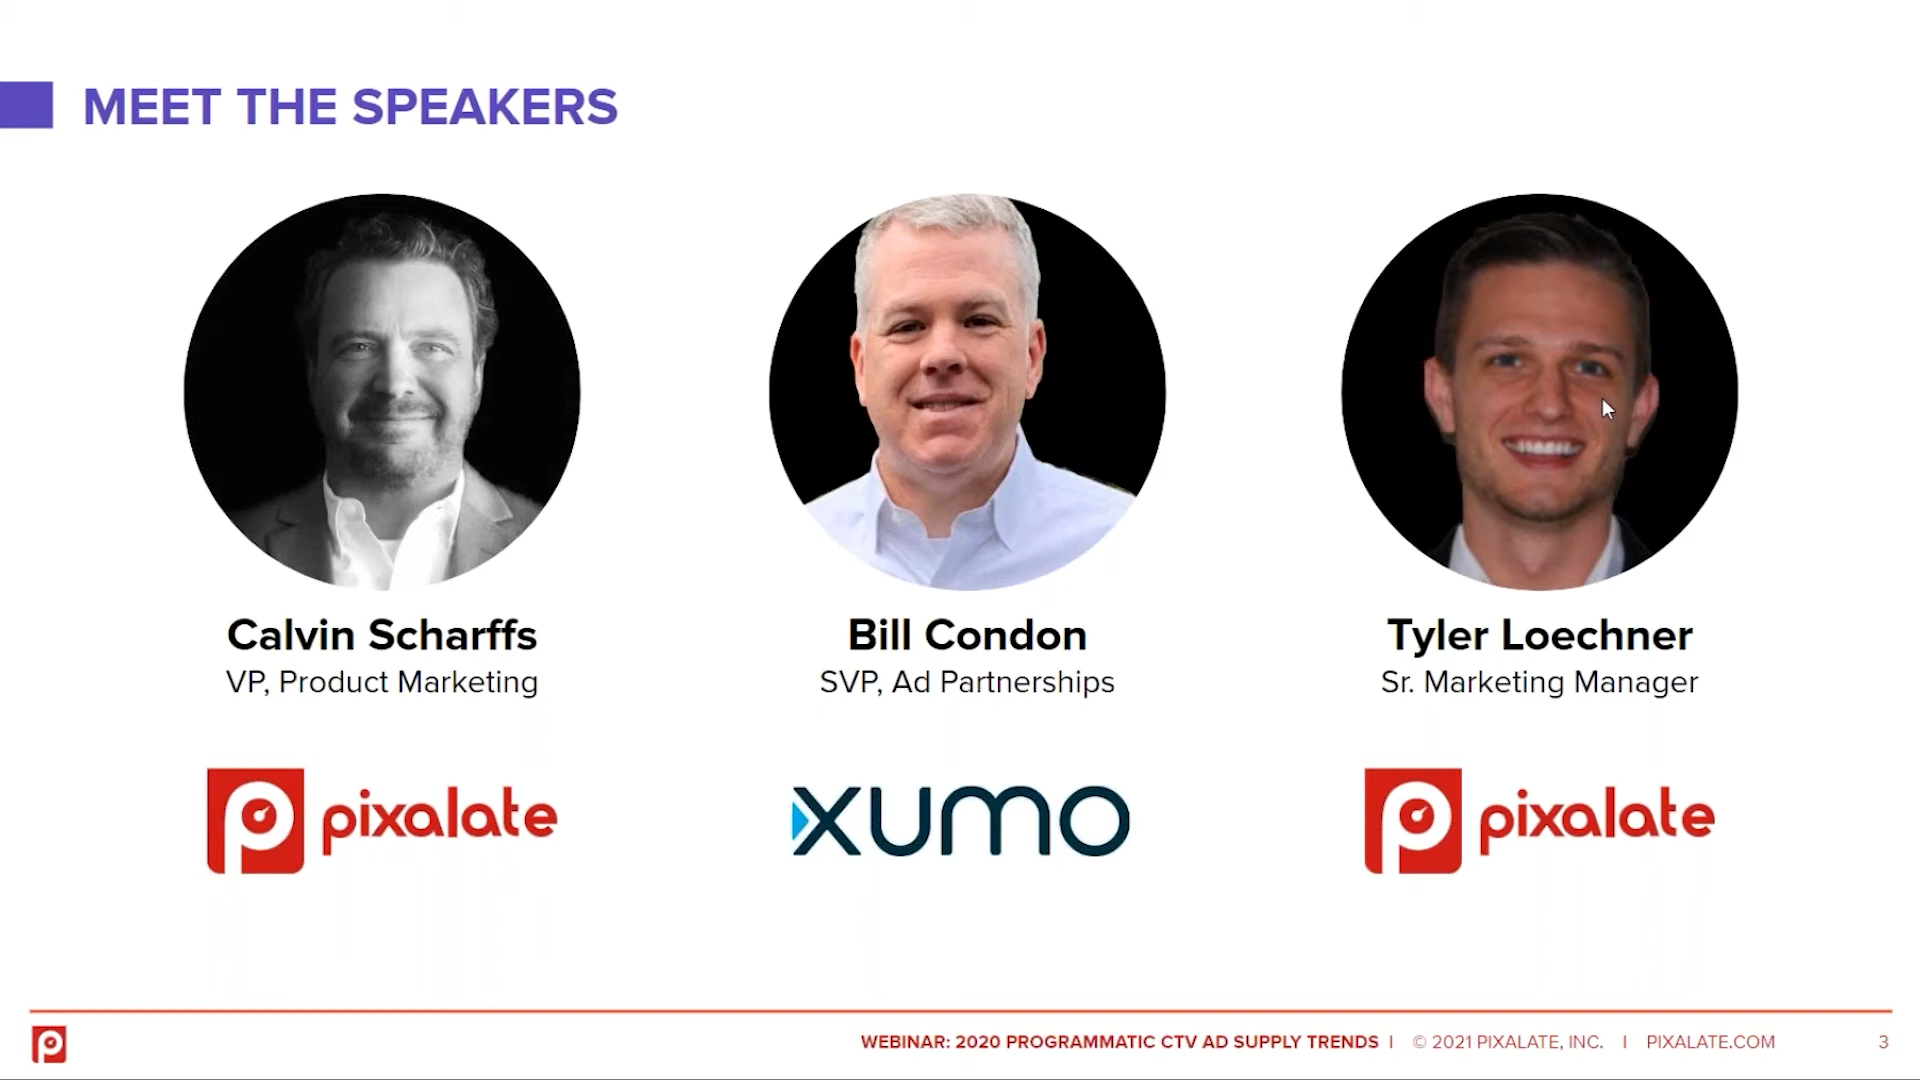 MEET THE SPEAKERS
Calvin Scharffs
VP, Product Marketing
pixalate
Bill Condon
SVP, Ad Partnerships
xumo
Tyler Loechner
Sr. Marketing Manager
pixalate
WEBINAR: 2020 PROGRAMMATIC CTV AD SUPPLY TRENDS I © 2021 PIXALATE, INC. I PIXALATE.COM 3